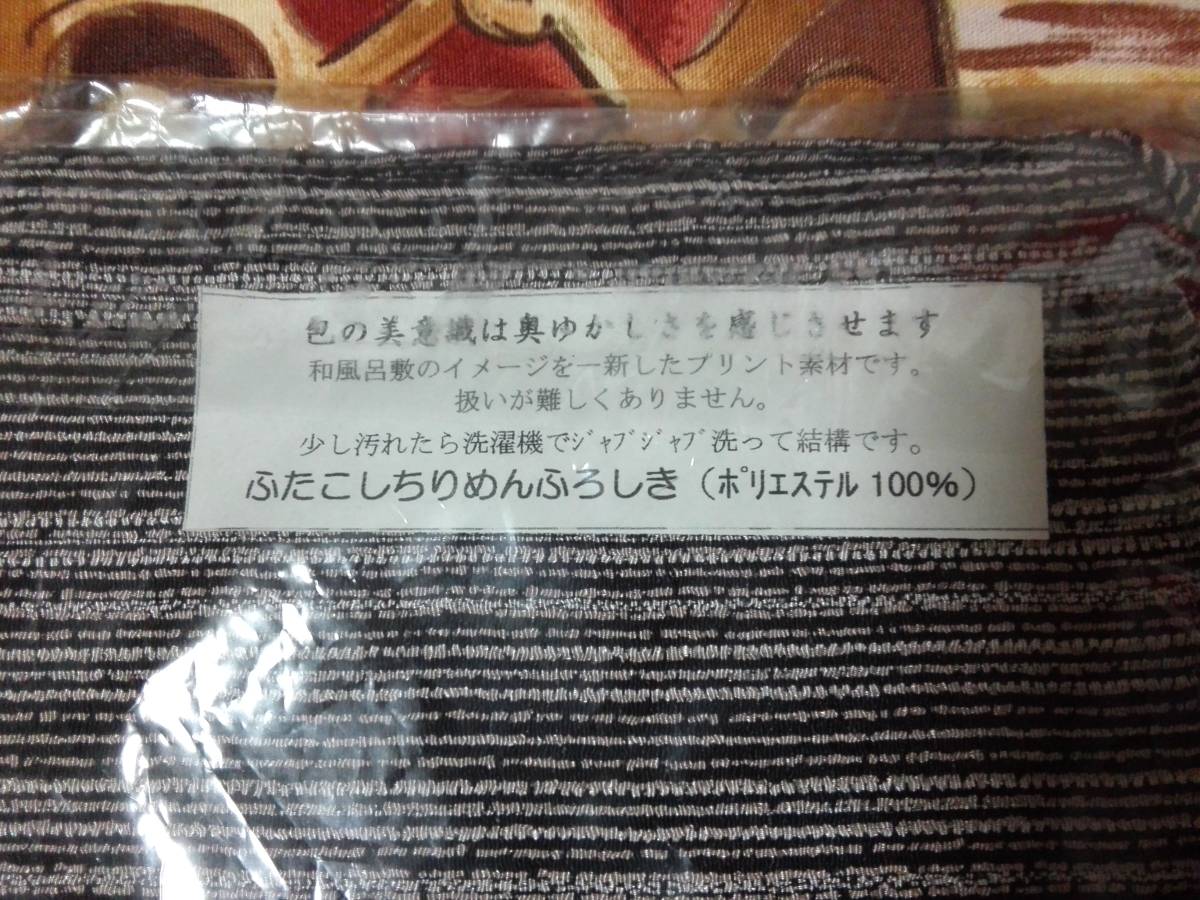 包の美意識は奥ゆかしさを感じさせます
和風呂敷のイメージを一新したプリント素材です。
扱いが難しくありません。
少し汚れたら洗濯機でｼﾞｬﾌﾞｼﾞｬﾌﾞ洗って結構です。
ふたこしちりめんふろしき（ﾎﾟﾘｴｽﾃﾙ 100%）